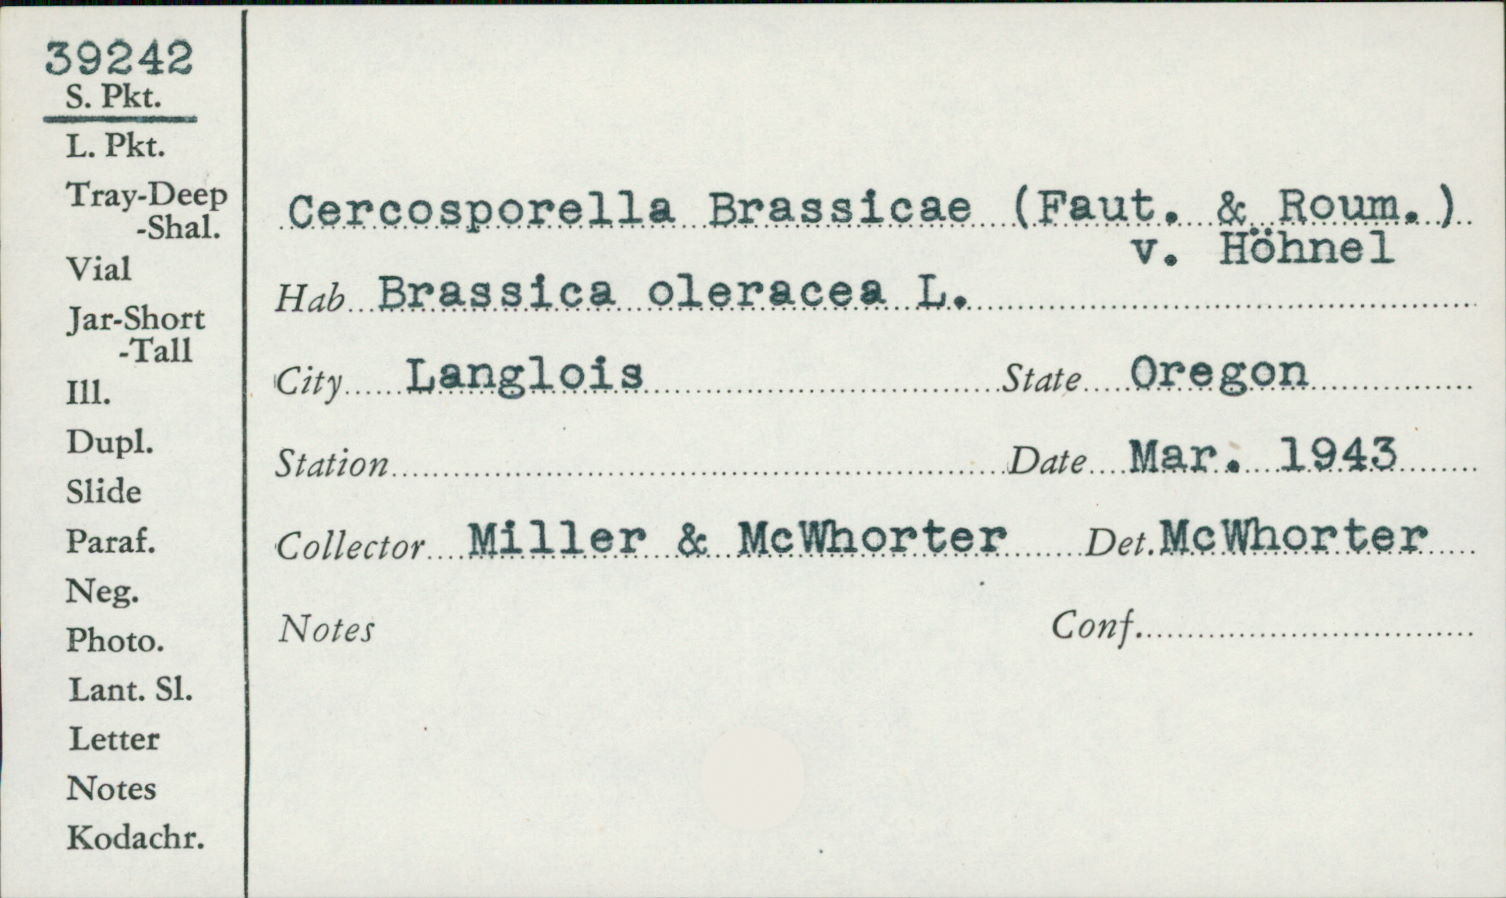 39242
S. Pkt.
L. Pkt.
Tray-Deep
-Shal.
Vial
Jar-Short
-Tall
Ill.
Dupl.
Slide
Paraf.
Neg.
Photo.
Lant. Sl.
Letter
Notes
Kodachr.
Cercosporella Brassicae (Faut. & Roum.)
v. Höhnel
Hab Brassica oleracea L.
City Langlois State Oregon
Station Date Mar. 1943
Collector Miller & McWhorter Det. McWhorter
Notes Conf.